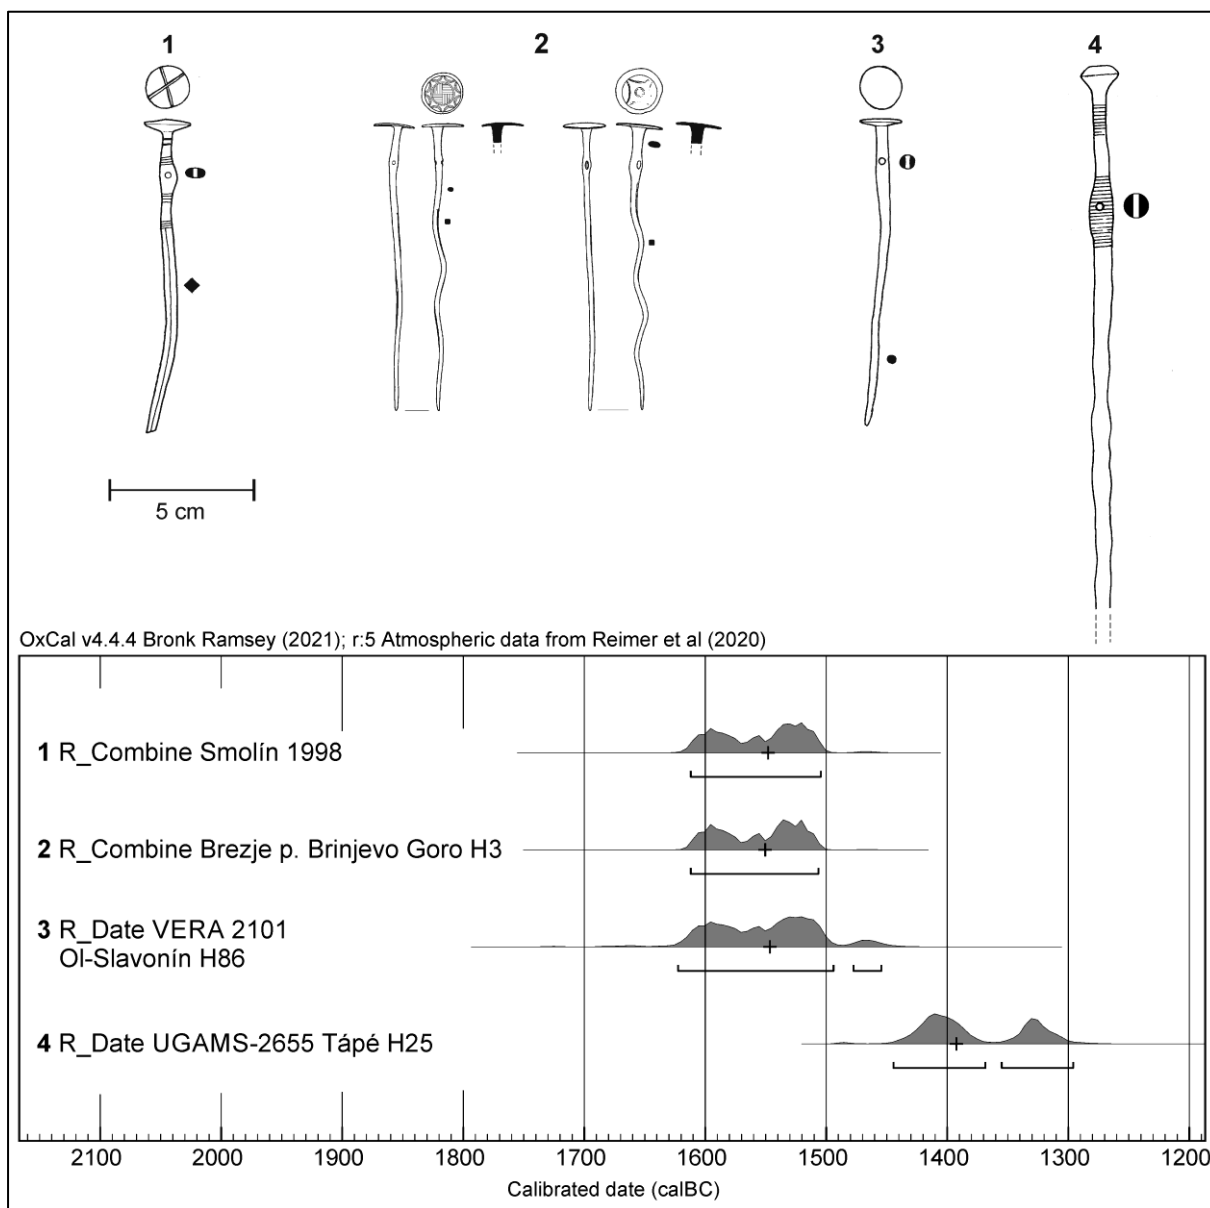 1 2 3 4
5 cm
OxCal v4.4.4 Bronk Ramsey (2021); r:5 Atmospheric data from Reimer et al (2020)
1 R_Combine Smolín 1998
2 R_Combine Brezje p. Brinjevo Goro H3
3 R_Date VERA 2101
Ol-Slavonín H86
4 R_Date UGAMS-2655 Tápé H25
2100 2000 1900 1800 1700 1600 1500 1400 1300 1200
Calibrated date (calBC)